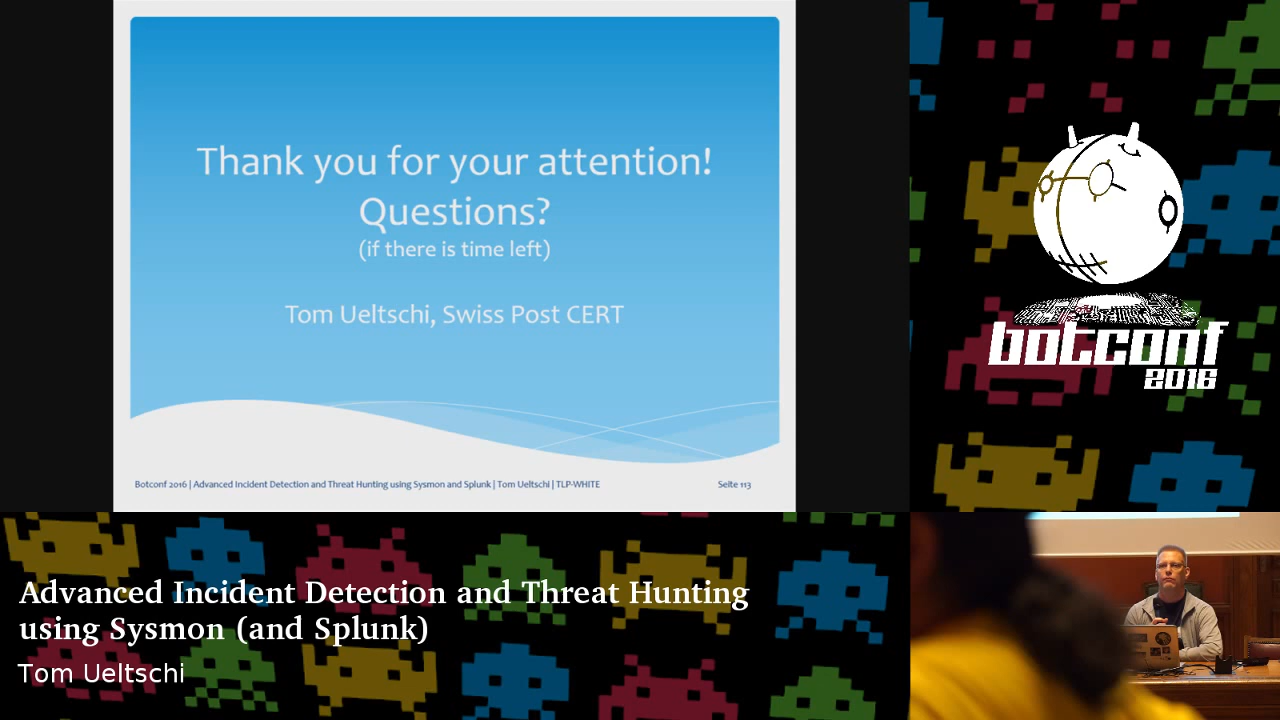 Thank you for your attention!
Questions?
(if there is time left)
Tom Ueltschi, Swiss Post CERT
Botconf 2016 | Advanced Incident Detection and Threat Hunting using Sysmon and Splunk | Tom Ueltschi | TLP-WHITE
Seite 113
botconf
2016
Advanced Incident Detection and Threat Hunting
using Sysmon (and Splunk)
Tom Ueltschi